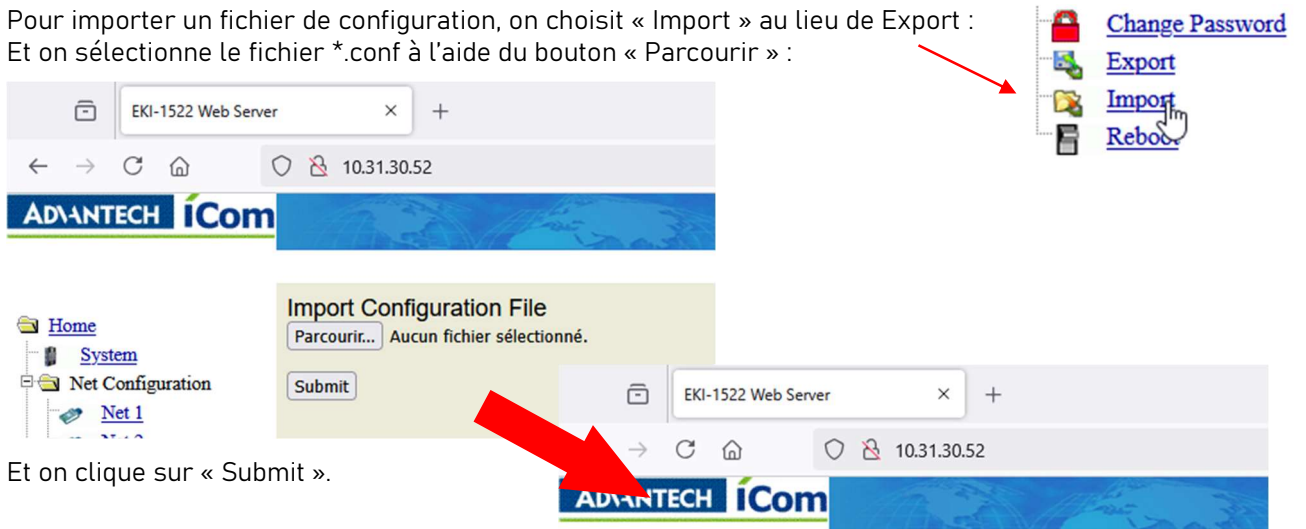 Pour importer un fichier de configuration, on choisit « Import » au lieu de Export :
Et on sélectionne le fichier *.conf à l'aide du bouton « Parcourir » :
Change Password
Export
Import
Reboot
EKI-1522 Web Server
10.31.30.52
ADVANTECH iCom
Import Configuration File
Parcourir... Aucun fichier sélectionné.
Submit
Home
System
Net Configuration
Net 1
EKI-1522 Web Server
10.31.30.52
ADVANTECH iCom
Et on clique sur « Submit ».